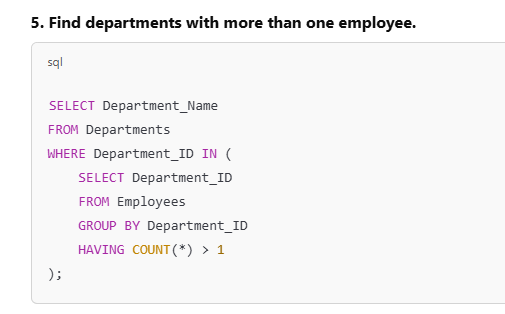 5. Find departments with more than one employee.
sql
SELECT Department_Name
FROM Departments
WHERE Department_ID IN (
    SELECT Department_ID
    FROM Employees
    GROUP BY Department_ID
    HAVING COUNT(*) > 1
);